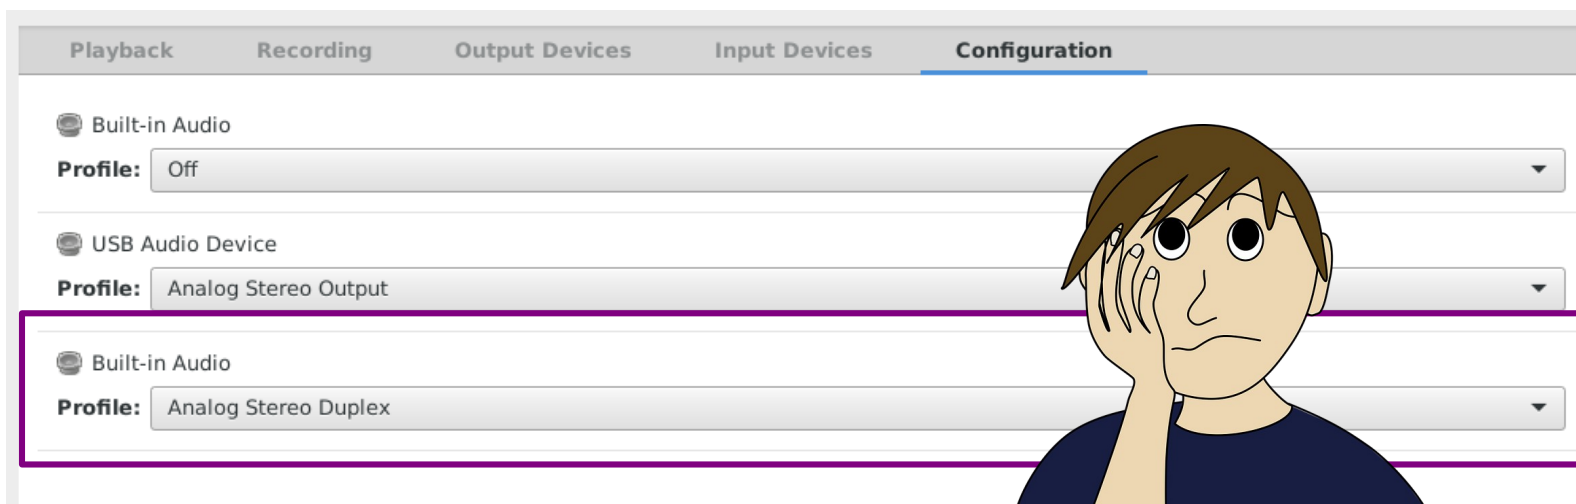 Playback Recording Output Devices Input Devices Configuration
Built-in Audio
Profile: Off
USB Audio Device
Profile: Analog Stereo Output
Built-in Audio
Profile: Analog Stereo Duplex